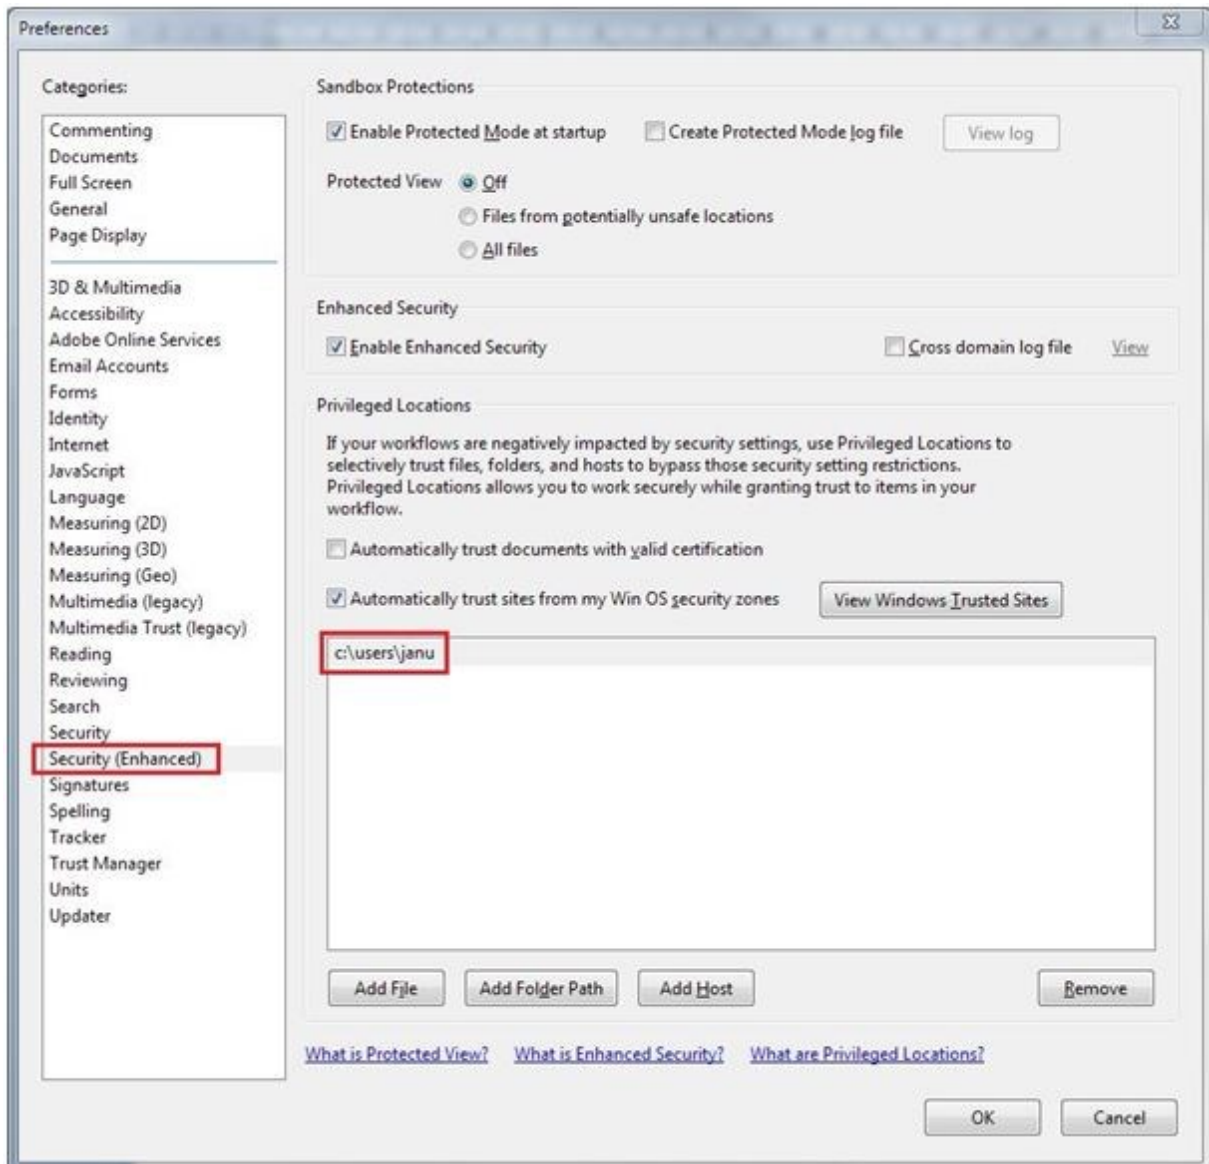 Preferences
Categories:
Commenting
Documents
Full Screen
General
Page Display
3D & Multimedia
Accessibility
Adobe Online Services
Email Accounts
Forms
Identity
Internet
JavaScript
Language
Measuring (2D)
Measuring (3D)
Measuring (Geo)
Multimedia (legacy)
Multimedia Trust (legacy)
Reading
Reviewing
Search
Security
Security (Enhanced)
Signatures
Spelling
Tracker
Trust Manager
Units
Updater
Sandbox Protections
Enable Protected Mode at startup
Create Protected Mode log file
View log
Protected View
Off
Files from potentially unsafe locations
All files
Enhanced Security
Enable Enhanced Security
Cross domain log file
View
Privileged Locations
If your workflows are negatively impacted by security settings, use Privileged Locations to
selectively trust files, folders, and hosts to bypass those security setting restrictions.
Privileged Locations allows you to work securely while granting trust to items in your
workflow.
Automatically trust documents with valid certification
Automatically trust sites from my Win OS security zones
View Windows Trusted Sites
c:\users\janu
Add File
Add Folder Path
Add Host
Remove
What is Protected View?
What is Enhanced Security?
What are Privileged Locations?
OK
Cancel